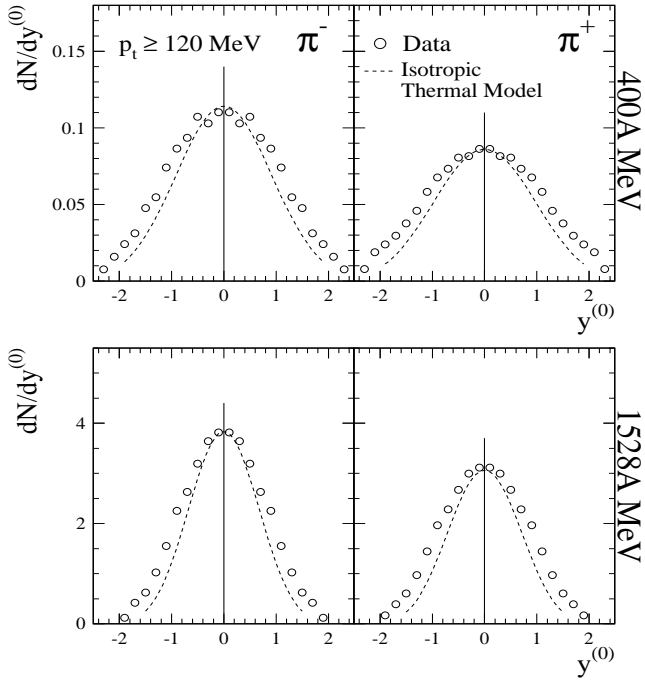 dN/dy(0)
0.15
0.1
0.05
0
p_t ≥ 120 MeV π-
π+
Data
Isotropic
Thermal Model
400A MeV
-2 -1 0 1 2
-2 -1 0 1 2
y(0)
dN/dy(0)
4
2
0
1528A MeV
-2 -1 0 1 2
-2 -1 0 1 2
y(0)